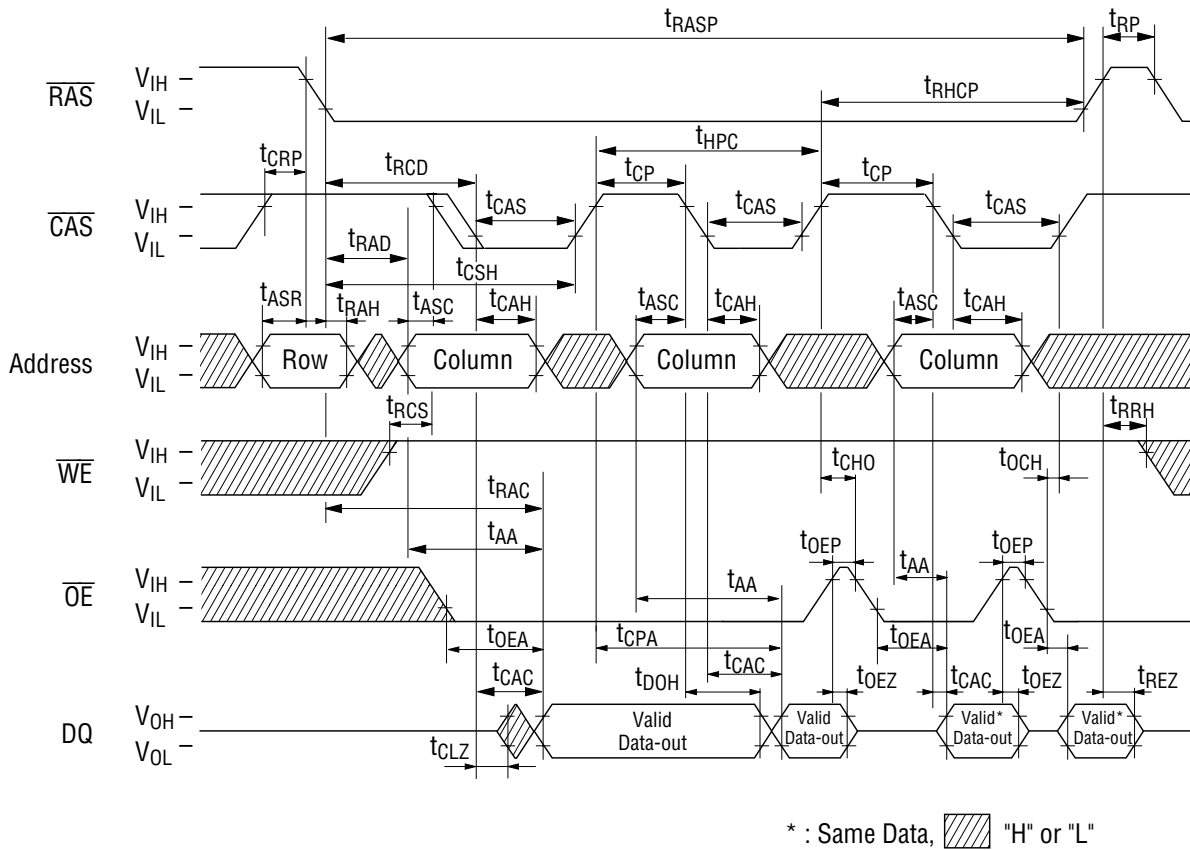 tRASP tRP
RAS VIH
VIL
tRHCP
tHPC
tCRP tRCD tCP tCP
CAS VIH
VIL
tCAS tCAS tCAS
tRAD
tCSH
tASR tRAH tASC tCAH tASC tCAH tASC tCAH
Address VIH
VIL
Row Column Column Column
tRCS tRRH
WE VIH
VIL
tCHO tOCH
tRAC
tAA tOEP tOEP
OE VIH
VIL
tAA tAA
tOEA tCPA tOEA tOEA
tCAC tDOH tCAC tOEZ tCAC tOEZ tREZ
DQ VOH
VOL
Valid Data-out
Valid Data-out
Valid* Data-out
Valid* Data-out
tCLZ
* : Same Data, "H" or "L"